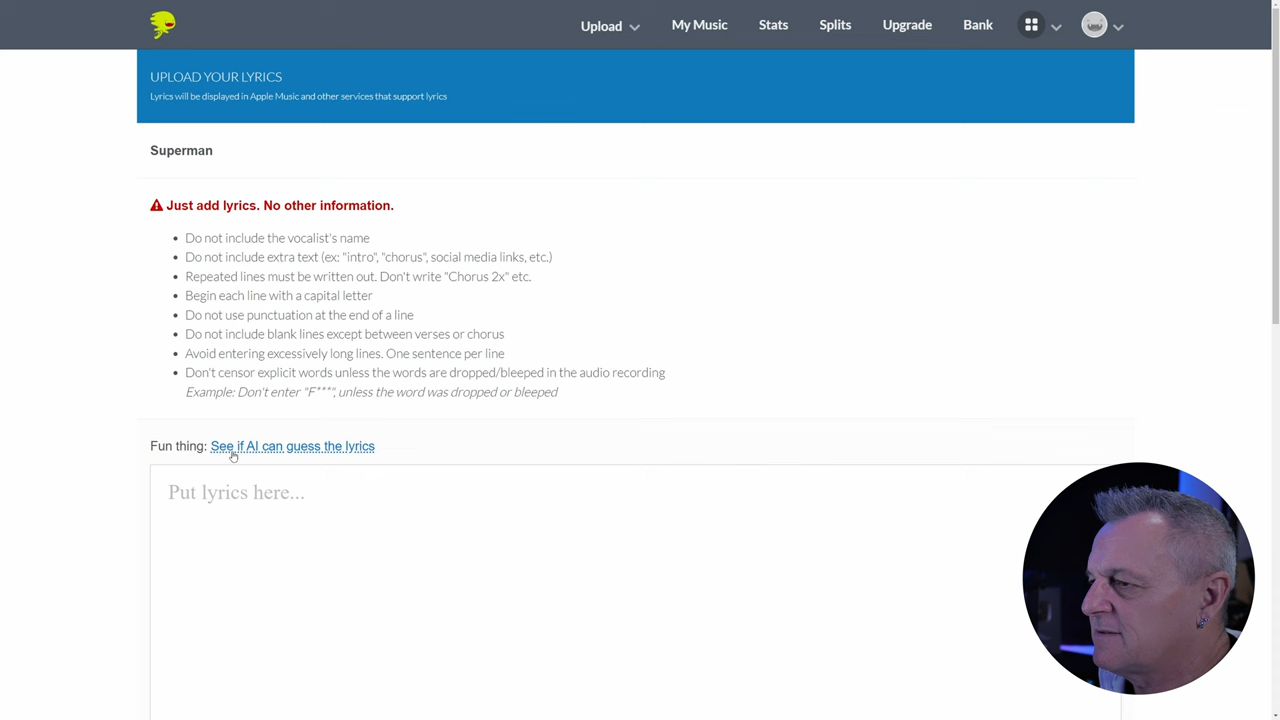 Upload My Music Stats Splits Upgrade Bank
UPLOAD YOUR LYRICS
Lyrics will be displayed in Apple Music and other services that support lyrics
Superman
Just add lyrics. No other information.
Do not include the vocalist's name
Do not include extra text (ex: "intro", "chorus", social media links, etc.)
Repeated lines must be written out. Don't write "Chorus 2x" etc.
Begin each line with a capital letter
Do not use punctuation at the end of a line
Do not include blank lines except between verses or chorus
Avoid entering excessively long lines. One sentence per line
Don't censor explicit words unless the words are dropped/bleeped in the audio recording
Example: Don't enter "F***", unless the word was dropped or bleeped
Fun thing: See if AI can guess the lyrics
Put lyrics here...